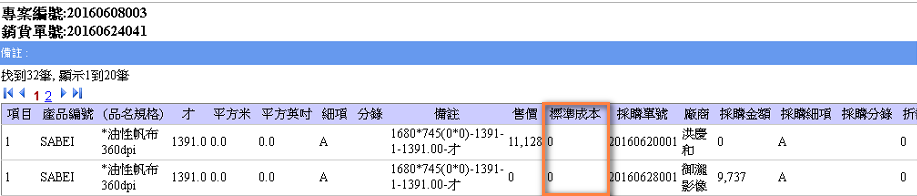 專案編號:20160608003
銷貨單號:20160624041
備註 :
找到32筆, 顯示1到20筆
1 2
項目 產品編號 (品名規格) 才 平方米 平方英吋 細項 分錄 備註 售價 標準成本 採購單號 廠商 採購金額 採購細項 採購分錄 折
1 SABEI *油性帆布 360dpi 1391.0 0.0 0.0 A 1680*745(0*0)-1391-1-1391.00-才 11,128 0 20160620001 洪慶和 0 A 0
1 SABEI *油性帆布 360dpi 1391.0 0.0 0.0 A 1680*745(0*0)-1391-1-1391.00-才 0 0 20160628001 御瀧影像 9,737 A 0